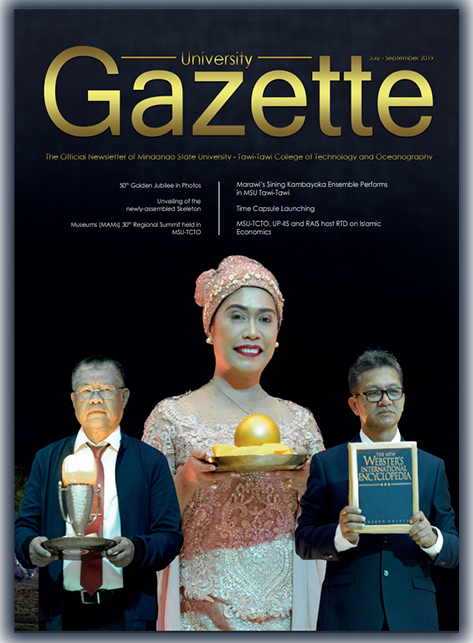 University
Gazette
July - September 2019
The Official Newsletter of Mindanao State University - Tawi-Tawi College of Technology and Oceanography
50th Golden Jubilee in Photos
Unveiling of the
newly-assembled Skeleton
Museums (MAMs) 30th Regional Summit held in
MSU-TCTO
Marawi's Sining Kambayoka Ensemble Performs
in MSU Tawi-Tawi
Time Capsule Launching
MSU-TCTO, UP-IIS and RAIS host RTD on Islamic
Economics
THE NEW
WEBSTER'S
INTERNATIONAL
ENCYCLOPEDIA